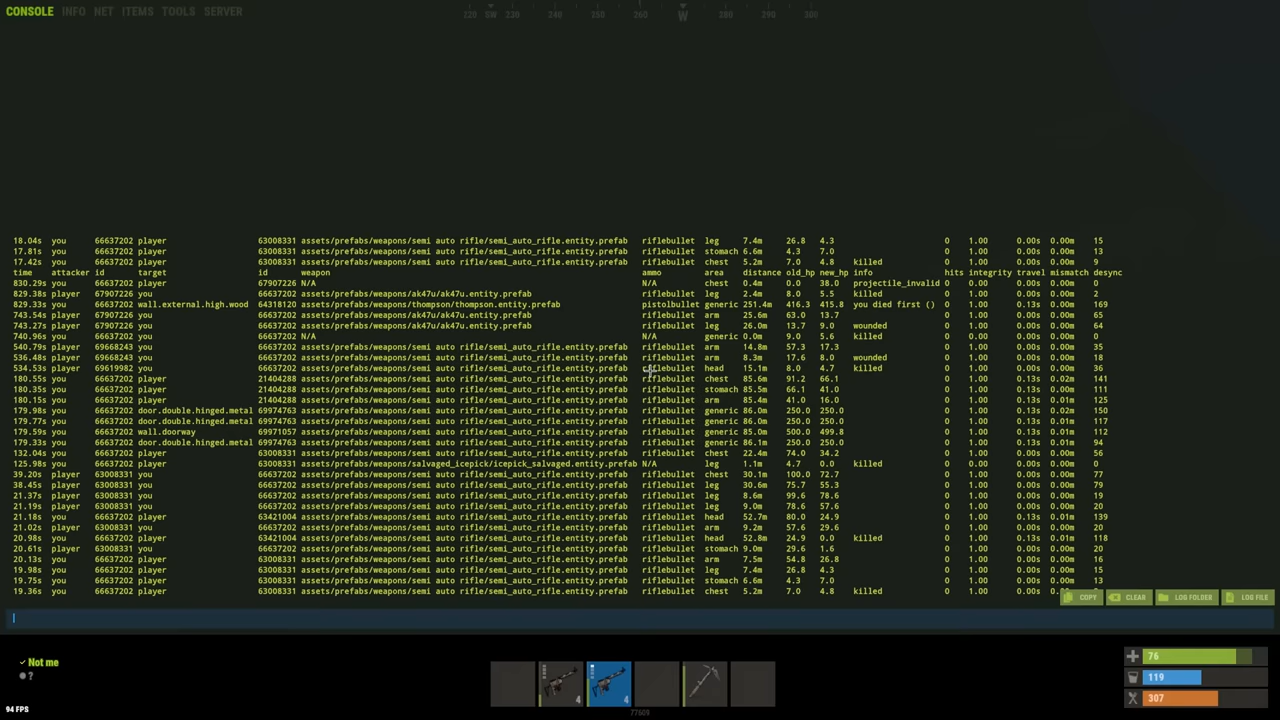 CONSOLE INFO NET ITEMS TOOLS SERVER
220 SW 230 240 250 260 W 280 290 300
18.04s you 66637202 player 63008331 assets/prefabs/weapons/semi auto rifle/semi_auto_rifle.entity.prefab riflebullet leg 7.4m 26.8 4.3 0 1.00 0.00s 0.00m 15
17.81s you 66637202 player 63008331 assets/prefabs/weapons/semi auto rifle/semi_auto_rifle.entity.prefab riflebullet stomach 6.6m 4.3 7.0 0 1.00 0.00s 0.00m 13
17.42s you 66637202 player 63008331 assets/prefabs/weapons/semi auto rifle/semi_auto_rifle.entity.prefab riflebullet chest 5.2m 7.0 4.8 killed 0 1.00 0.00s 0.00m 9
time attacker id target id weapon ammo area distance old_hp new_hp info hits integrity travel mismatch desync
830.29s you 66637202 player 67907226 N/A N/A chest 0.4m 0.0 38.0 projectile_invalid 0 1.00 0.00s 0.00m 0
829.38s player 67907226 you 66637202 assets/prefabs/weapons/ak47u/ak47u.entity.prefab riflebullet leg 2.4m 8.0 5.5 killed 0 1.00 0.00s 0.00m 2
829.33s you 66637202 wall.external.high.wood 64318120 assets/prefabs/weapons/thompson/thompson.entity.prefab pistolbullet generic 251.4m 416.3 415.8 you died first () 0 1.00 0.13s 0.00m 169
743.54s player 67907226 you 66637202 assets/prefabs/weapons/ak47u/ak47u.entity.prefab riflebullet arm 25.6m 63.0 13.7 0 1.00 0.00s 0.00m 65
743.27s player 67907226 you 66637202 assets/prefabs/weapons/ak47u/ak47u.entity.prefab riflebullet leg 26.0m 13.7 9.0 wounded 0 1.00 0.00s 0.00m 64
740.96s player 67907226 you 66637202 N/A N/A generic 0.0m 9.0 5.6 killed 0 1.00 0.00s 0.00m 0
540.79s player 69668243 you 66637202 assets/prefabs/weapons/semi auto rifle/semi_auto_rifle.entity.prefab riflebullet arm 14.8m 57.3 17.3 0 1.00 0.00s 0.00m 35
536.48s player 69668243 you 66637202 assets/prefabs/weapons/semi auto rifle/semi_auto_rifle.entity.prefab riflebullet arm 8.3m 17.6 8.0 wounded 0 1.00 0.00s 0.00m 18
534.53s player 69619982 you 66637202 assets/prefabs/weapons/semi auto rifle/semi_auto_rifle.entity.prefab riflebullet head 15.1m 8.0 4.7 killed 0 1.00 0.00s 0.00m 36
180.55s you 66637202 player 21404288 assets/prefabs/weapons/semi auto rifle/semi_auto_rifle.entity.prefab riflebullet chest 85.6m 91.2 66.1 0 1.00 0.13s 0.02m 141
180.35s you 66637202 player 21404288 assets/prefabs/weapons/semi auto rifle/semi_auto_rifle.entity.prefab riflebullet stomach 85.5m 66.1 41.0 0 1.00 0.13s 0.01m 111
180.15s you 66637202 player 21404288 assets/prefabs/weapons/semi auto rifle/semi_auto_rifle.entity.prefab riflebullet arm 85.4m 41.0 16.0 0 1.00 0.13s 0.01m 125
179.98s you 66637202 door.double.hinged.metal 69974763 assets/prefabs/weapons/semi auto rifle/semi_auto_rifle.entity.prefab riflebullet generic 86.0m 250.0 250.0 0 1.00 0.13s 0.02m 150
179.77s you 66637202 door.double.hinged.metal 69974763 assets/prefabs/weapons/semi auto rifle/semi_auto_rifle.entity.prefab riflebullet generic 86.0m 250.0 250.0 0 1.00 0.13s 0.01m 117
179.59s you 66637202 wall.doorway 69971057 assets/prefabs/weapons/semi auto rifle/semi_auto_rifle.entity.prefab riflebullet generic 85.0m 500.0 499.8 0 1.00 0.13s 0.01m 112
179.33s you 66637202 door.double.hinged.metal 69974763 assets/prefabs/weapons/semi auto rifle/semi_auto_rifle.entity.prefab riflebullet generic 86.1m 250.0 250.0 0 1.00 0.13s 0.01m 94
132.04s you 66637202 player 63008331 assets/prefabs/weapons/semi auto rifle/semi_auto_rifle.entity.prefab riflebullet chest 22.4m 74.0 34.2 0 1.00 0.00s 0.00m 56
125.98s you 66637202 player 63008331 assets/prefabs/weapons/salvaged_icepick/icepick_salvaged.entity.prefab N/A leg 1.1m 4.7 0.0 killed 0 1.00 0.00s 0.00m 0
39.20s player 63008331 you 66637202 assets/prefabs/weapons/semi auto rifle/semi_auto_rifle.entity.prefab riflebullet chest 30.1m 100.0 72.7 0 1.00 0.00s 0.00m 77
38.45s player 63008331 you 66637202 assets/prefabs/weapons/semi auto rifle/semi_auto_rifle.entity.prefab riflebullet leg 30.6m 75.7 55.3 0 1.00 0.00s 0.00m 79
21.37s player 63008331 you 66637202 assets/prefabs/weapons/semi auto rifle/semi_auto_rifle.entity.prefab riflebullet leg 8.6m 99.6 78.6 0 1.00 0.00s 0.00m 19
21.19s player 63008331 you 66637202 assets/prefabs/weapons/semi auto rifle/semi_auto_rifle.entity.prefab riflebullet leg 9.0m 78.6 57.6 0 1.00 0.00s 0.00m 20
21.18s you 66637202 player 63421004 assets/prefabs/weapons/semi auto rifle/semi_auto_rifle.entity.prefab riflebullet head 52.7m 80.0 24.9 0 1.00 0.13s 0.01m 139
21.02s player 63008331 you 66637202 assets/prefabs/weapons/semi auto rifle/semi_auto_rifle.entity.prefab riflebullet arm 9.2m 57.6 29.6 0 1.00 0.00s 0.00m 20
20.98s you 66637202 player 63421004 assets/prefabs/weapons/semi auto rifle/semi_auto_rifle.entity.prefab riflebullet head 52.8m 24.9 0.0 killed 0 1.00 0.13s 0.01m 118
20.61s player 63008331 you 66637202 assets/prefabs/weapons/semi auto rifle/semi_auto_rifle.entity.prefab riflebullet stomach 9.0m 29.6 1.6 0 1.00 0.00s 0.00m 20
20.13s you 66637202 player 63008331 assets/prefabs/weapons/semi auto rifle/semi_auto_rifle.entity.prefab riflebullet arm 7.5m 54.8 26.8 0 1.00 0.00s 0.00m 16
19.98s you 66637202 player 63008331 assets/prefabs/weapons/semi auto rifle/semi_auto_rifle.entity.prefab riflebullet leg 7.4m 26.8 4.3 0 1.00 0.00s 0.00m 15
19.75s you 66637202 player 63008331 assets/prefabs/weapons/semi auto rifle/semi_auto_rifle.entity.prefab riflebullet stomach 6.6m 4.3 7.0 0 1.00 0.00s 0.00m 13
19.36s you 66637202 player 63008331 assets/prefabs/weapons/semi auto rifle/semi_auto_rifle.entity.prefab riflebullet chest 5.2m 7.0 4.8 killed 0 1.00 0.00s
COPY CLEAR LOG FOLDER LOG FILE
Not me
?
4 4
76
119
307
94 FPS
77609